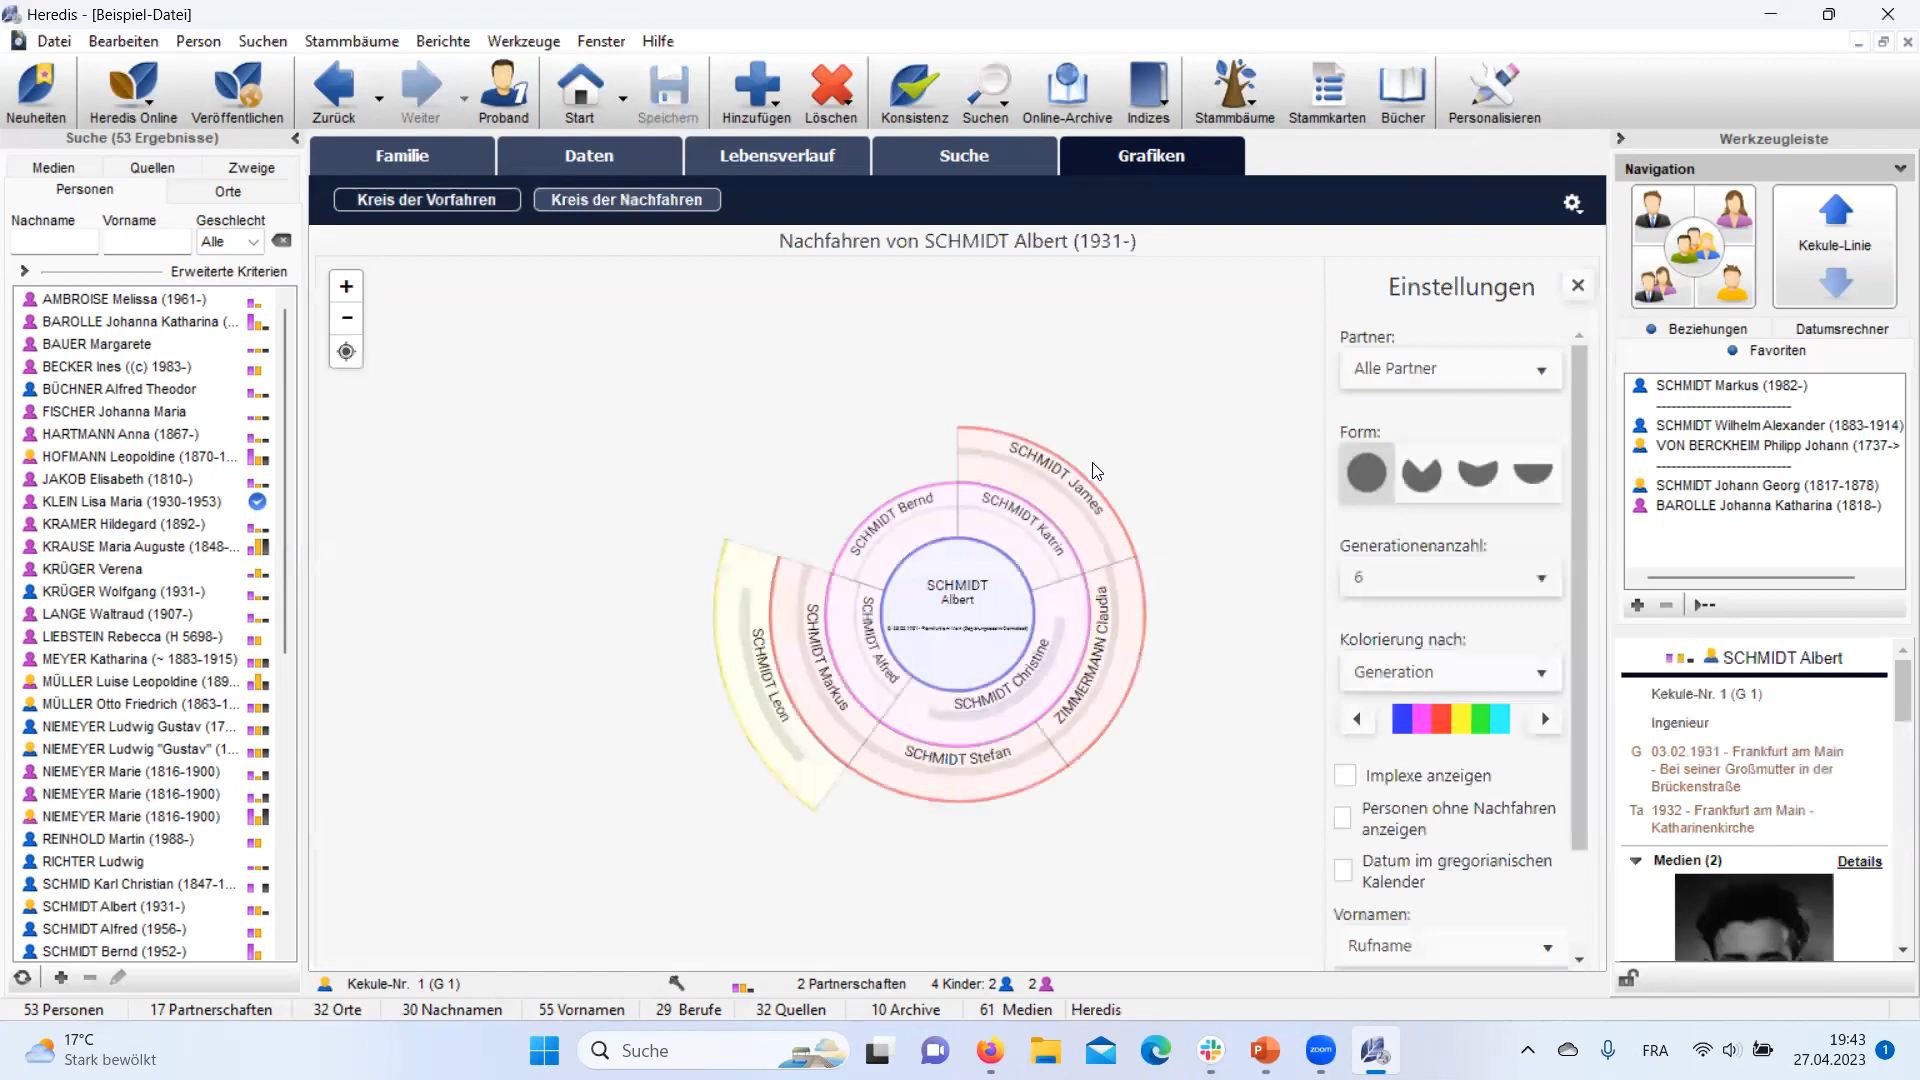 Heredis - [Beispiel-Datei]
Datei Bearbeiten Person Suchen Stammbäume Berichte Werkzeuge Fenster Hilfe
Neuheiten Heredis Online Veröffentlichen Zurück Weiter Proband Start Speichern Hinzufügen Löschen Konsistenz Suchen Online-Archive Indizes Stammbäume Stammkarten Bücher Personalisieren
Suche (53 Ergebnisse)
Medien Quellen Zweige
Personen Orte
Nachname Vorname Geschlecht
Alle
Erweiterte Kriterien
AMBROISE Melissa (1961-)
BAROLLE Johanna Katharina (...
BAUER Margarete
BECKER Ines ((c) 1983-)
BÜCHNER Alfred Theodor
FISCHER Johanna Maria
HARTMANN Anna (1867-)
HOFMANN Leopoldine (1870-1...
JAKOB Elisabeth (1810-)
KLEIN Lisa Maria (1930-1953)
KRAMER Hildegard (1892-)
KRAUSE Maria Auguste (1848-...
KRÜGER Verena
KRÜGER Wolfgang (1931-)
LANGE Waltraud (1907-)
LIEBSTEIN Rebecca (H 5698-)
MEYER Katharina (~ 1883-1915)
MÜLLER Luise Leopoldine (189...
MÜLLER Otto Friedrich (1863-1...
NIEMEYER Ludwig Gustav (17...
NIEMEYER Ludwig "Gustav" (1...
NIEMEYER Marie (1816-1900)
NIEMEYER Marie (1816-1900)
NIEMEYER Marie (1816-1900)
REINHOLD Martin (1988-)
RICHTER Ludwig
SCHMID Karl Christian (1847-1...
SCHMIDT Albert (1931-)
SCHMIDT Alfred (1956-)
SCHMIDT Bernd (1952-)
Familie Daten Lebensverlauf Suche Grafiken
Kreis der Vorfahren Kreis der Nachfahren
Nachfahren von SCHMIDT Albert (1931-)
+
-
SCHMIDT James
SCHMIDT Bernd
SCHMIDT Katrin
SCHMIDT
Albert
ZIMMERMANN Claudia
SCHMIDT Alfred
SCHMIDT Markus
SCHMIDT Leon
SCHMIDT Christine
SCHMIDT Stefan
Einstellungen
Partner:
Alle Partner
Form:
Generationenanzahl:
6
Kolorierung nach:
Generation
Implexe anzeigen
Personen ohne Nachfahren
anzeigen
Datum im gregorianischen
Kalender
Vornamen:
Rufname
Kekule-Nr. 1 (G 1) 2 Partnerschaften 4 Kinder: 2 2
Werkzeugleiste
Navigation
Kekule-Linie
Beziehungen Datumsrechner
Favoriten
SCHMIDT Markus (1982-)
---------------------------
SCHMIDT Wilhelm Alexander (1883-1914)
VON BERCKHEIM Philipp Johann (1737->
---------------------------
SCHMIDT Johann Georg (1817-1878)
BAROLLE Johanna Katharina (1818-)
SCHMIDT Albert
Kekule-Nr. 1 (G 1)
Ingenieur
G 03.02.1931 - Frankfurt am Main
- Bei seiner Großmutter in der
Brückenstraße
Ta 1932 - Frankfurt am Main -
Katharinenkirche
Medien (2) Details
53 Personen 17 Partnerschaften 32 Orte 30 Nachnamen 55 Vornamen 29 Berufe 32 Quellen 10 Archive 61 Medien Heredis
17°C
Stark bewölkt
Suche
zoom
FRA
19:43
27.04.2023
1